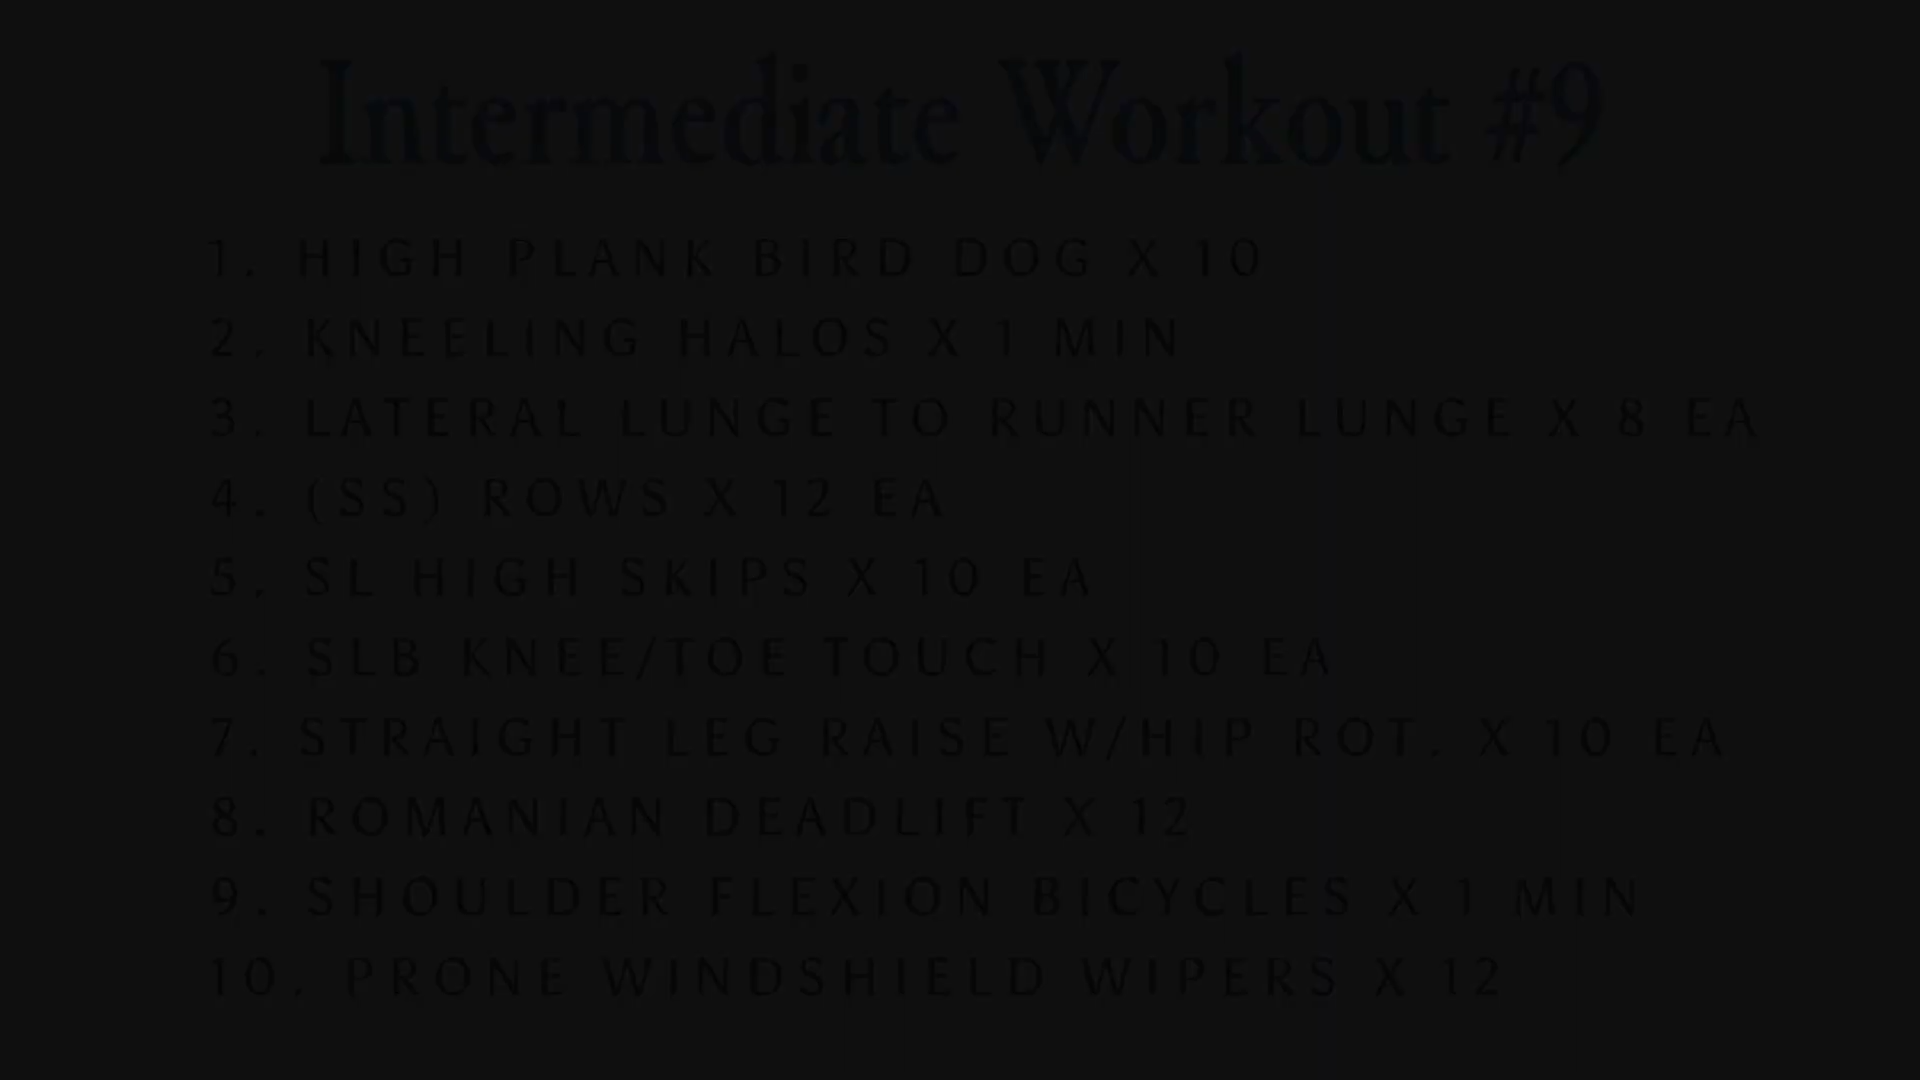 Intermediate Workout #9
1. HIGH PLANK BIRD DOG X 10
2. KNEELING HALOS X 1 MIN
3. LATERAL LUNGE TO RUNNER LUNGE X 8 EA
4. (SS) ROWS X 12 EA
5. SL HIGH SKIPS X 10 EA
6. SLB KNEE/TOE TOUCH X 10 EA
7. STRAIGHT LEG RAISE W/HIP ROT. X 10 EA
8. ROMANIAN DEADLIFT X 12
9. SHOULDER FLEXION BICYCLES X 1 MIN
10. PRONE WINDSHIELD WIPERS X 12